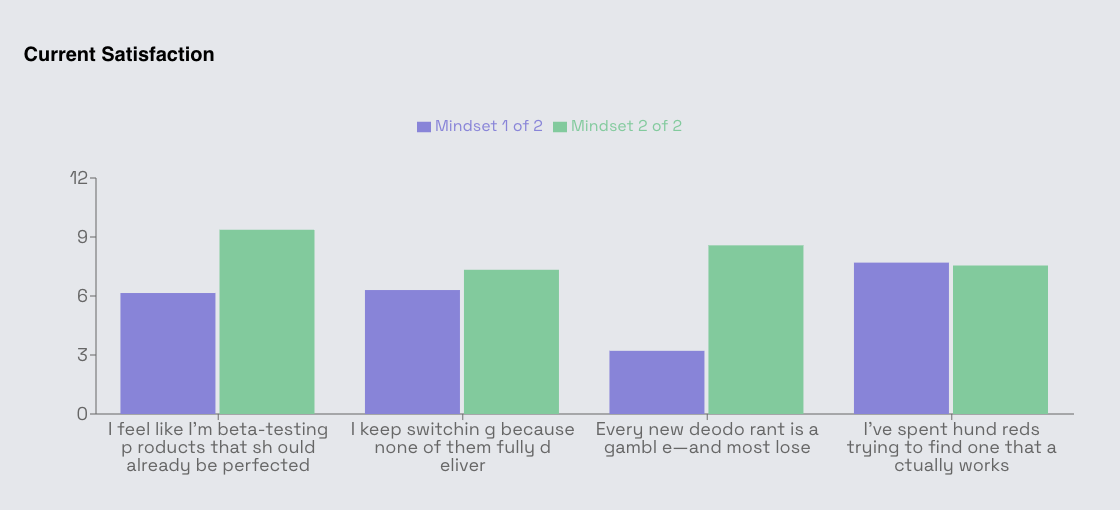 Current Satisfaction
Mindset 1 of 2 Mindset 2 of 2
12
9
6
3
0
I feel like I'm beta-testing
p roducts that sh ould
already be perfected
I keep switchin g because
none of them fully d
eliver
Every new deodo rant is a
gambl e—and most lose
I've spent hund reds
trying to find one that a
ctually works